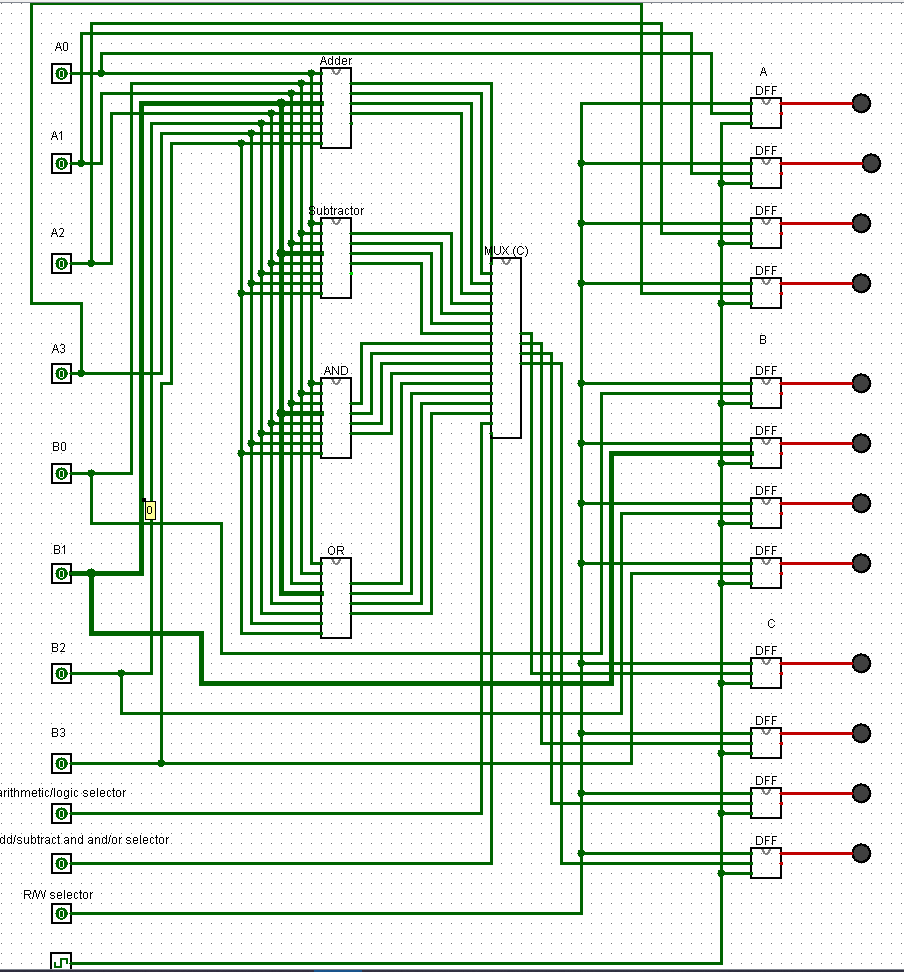 A0
0
Adder
A
DFF
A1
0
DFF
A2
0
Subtractor
DFF
MUX (C)
DFF
A3
0
B
AND
DFF
B0
0
DFF
0
DFF
B1
0
OR
DFF
B2
0
C
DFF
B3
0
DFF
arithmetic/logic selector
0
DFF
dd/subtract and and/or selector
0
DFF
R/W selector
0